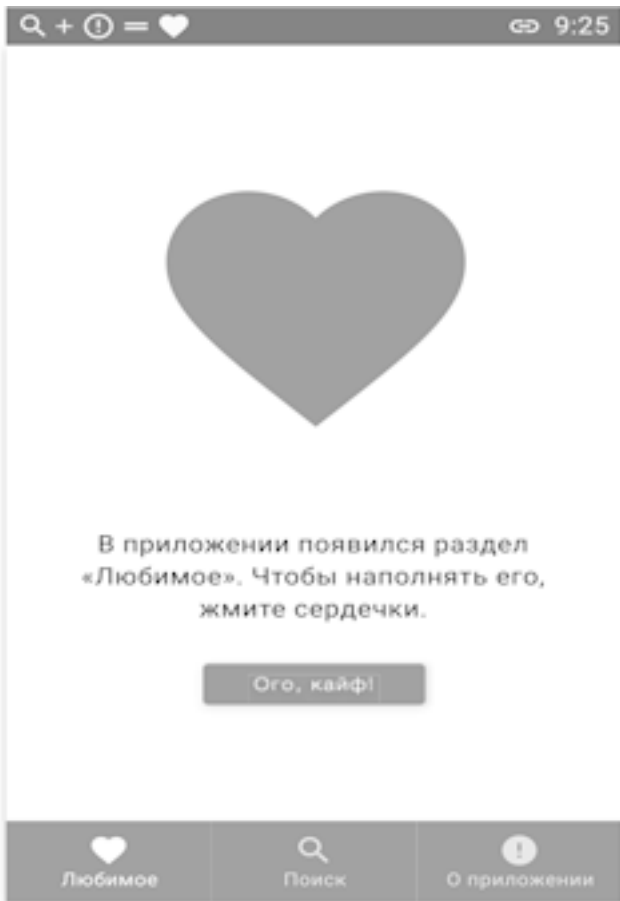 9:25
В приложении появился раздел
«Любимое». Чтобы наполнять его,
жмите сердечки.
Ого, кайф!
Любимое
Поиск
О приложении